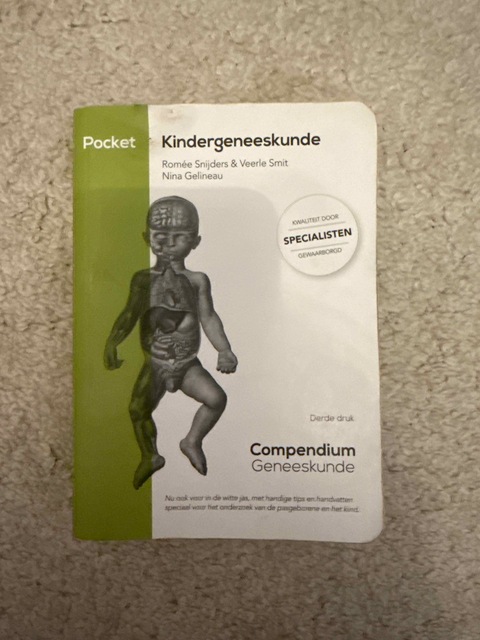 Pocket
Kindergeneeskunde
Romée Snijders & Veerle Smit
Nina Gelineau
KWALITEIT DOOR
SPECIALISTEN
GEWAARBORGD
Derde druk
Compendium
Geneeskunde
Nu ook voor in de witte jas, met handige tips en handvatten
speciaal voor het onderzoek van de pasgeborene en het kind.